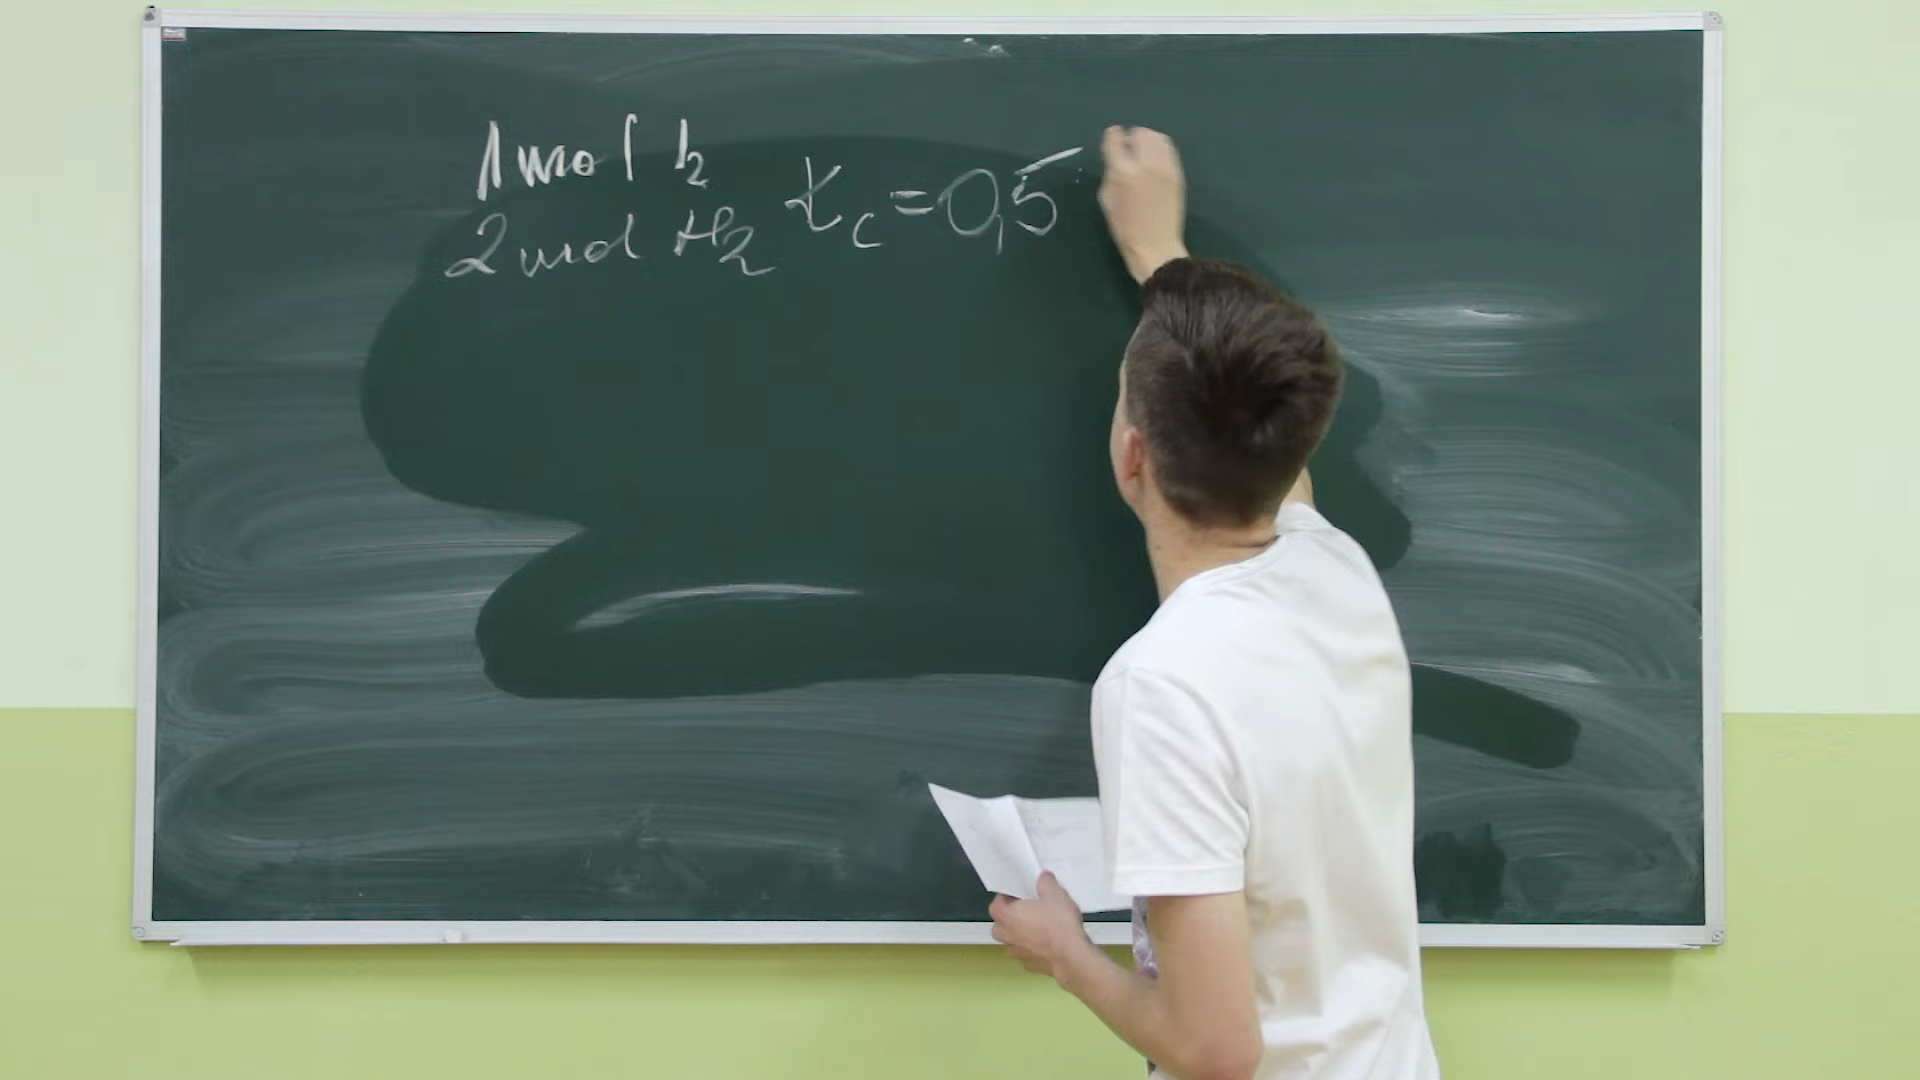 1 mol I₂
2 mol H₂ Kc = 0,5